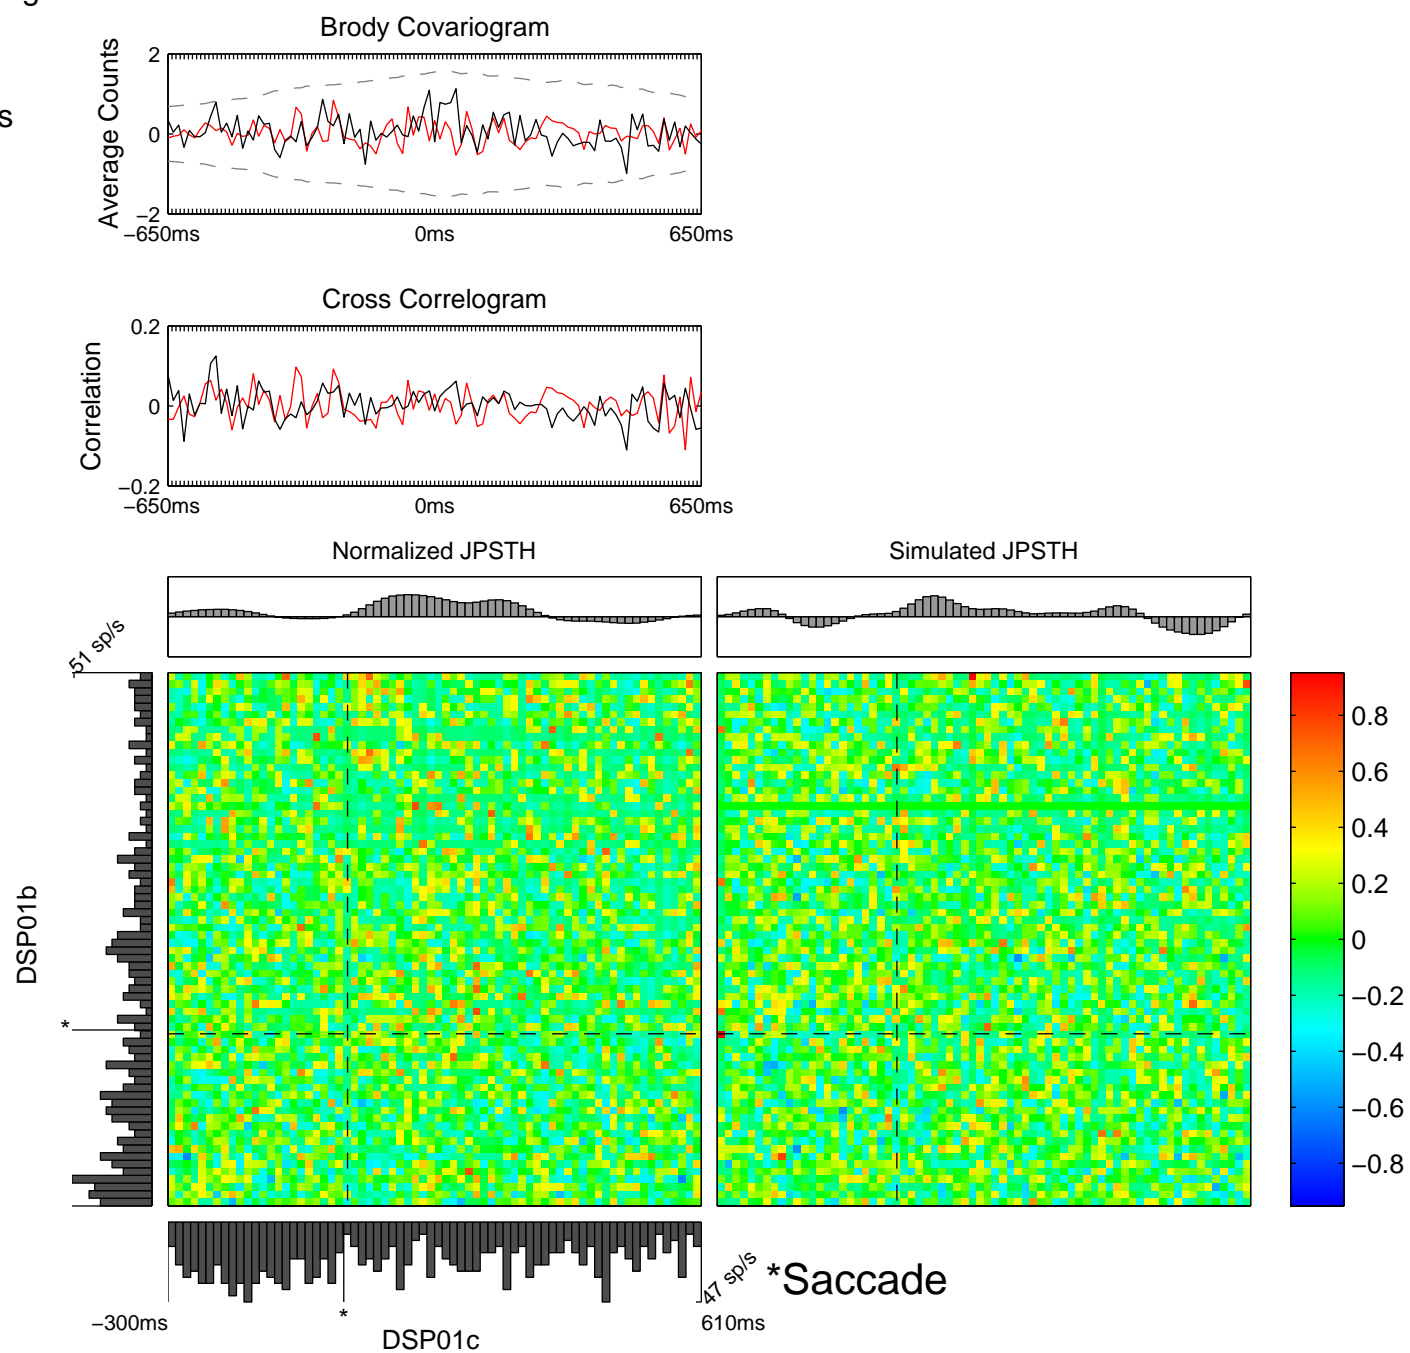 g
s
Brody Covariogram
Average Counts
2
0
−2
−650ms 0ms 650ms
Cross Correlogram
Correlation
0.2
0
−0.2
−650ms 0ms 650ms
Normalized JPSTH
Simulated JPSTH
51 sp/s
DSP01b
*
0.8
0.6
0.4
0.2
0
−0.2
−0.4
−0.6
−0.8
47 sp/s
*Saccade
−300ms * 610ms
DSP01c